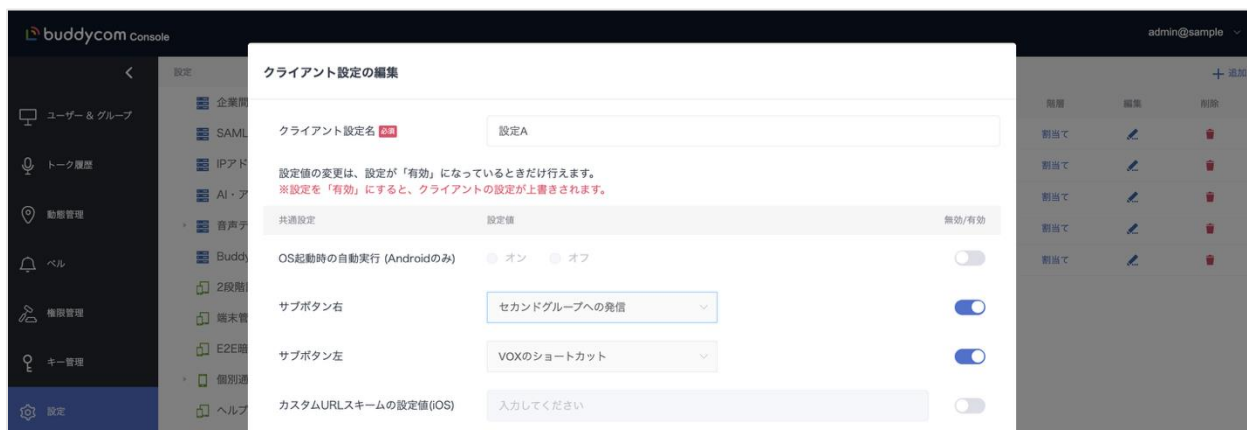 buddycom Console
admin@sample
設定
クライアント設定の編集
追加
ユーザー & グループ
トーク履歴
動態管理
ベル
権限管理
キー管理
設定
企業間
SAML
IPアド
AI・ア
音声テ
Buddy
2段階
端末管
E2E暗
個別通
ヘルプ
クライアント設定名 必須
設定A
設定値の変更は、設定が「有効」になっているときだけ行えます。
※設定を「有効」にすると、クライアントの設定が上書きされます。
共通設定 設定値 無効/有効
OS起動時の自動実行 (Androidのみ) オン オフ
サブボタン右 セカンドグループへの発信
サブボタン左 VOXのショートカット
カスタムURLスキームの設定値(iOS) 入力してください
階層 編集 削除
割当て
割当て
割当て
割当て
割当て